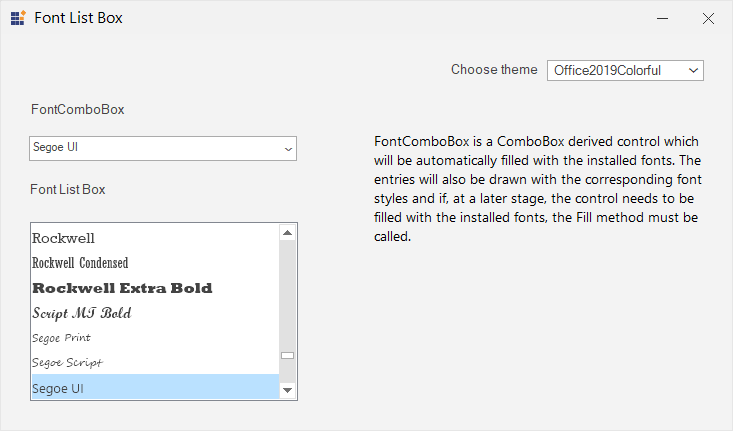 Font List Box
Choose theme
Office2019Colorful
FontComboBox
Segoe UI
Font List Box
Rockwell
Rockwell Condensed
Rockwell Extra Bold
Script MT Bold
Segoe Print
Segoe Script
Segoe UI
FontComboBox is a ComboBox derived control which
will be automatically filled with the installed fonts. The
entries will also be drawn with the corresponding font
styles and if, at a later stage, the control needs to be
filled with the installed fonts, the Fill method must be
called.